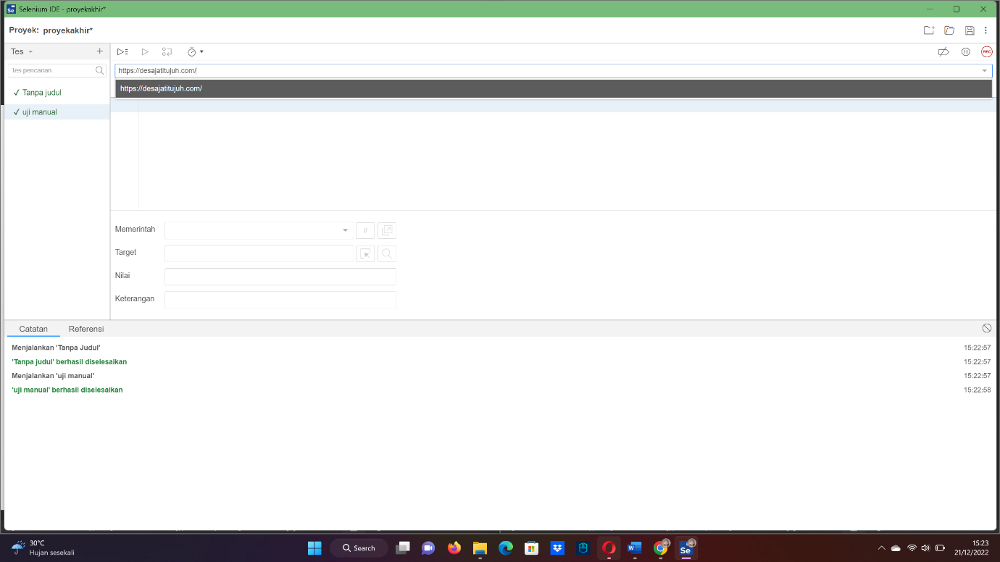 Selenium IDE - proyekakhir*
Proyek: proyekakhir*
Tes
REC
Tes pencarian...
https://desajatitujuh.com/
https://desajatitujuh.com/
✓ Tanpa judul
✓ uji manual
Memerintah
//
Target
Nilai
Keterangan
Catatan Referensi
Menjalankan 'Tanpa Judul' 15:22:57
'Tanpa judul' berhasil diselesaikan 15:22:57
Menjalankan 'uji manual' 15:22:57
'uji manual' berhasil diselesaikan 15:22:58
30°C
Hujan sesekali
Search
Se
15:23
21/12/2022